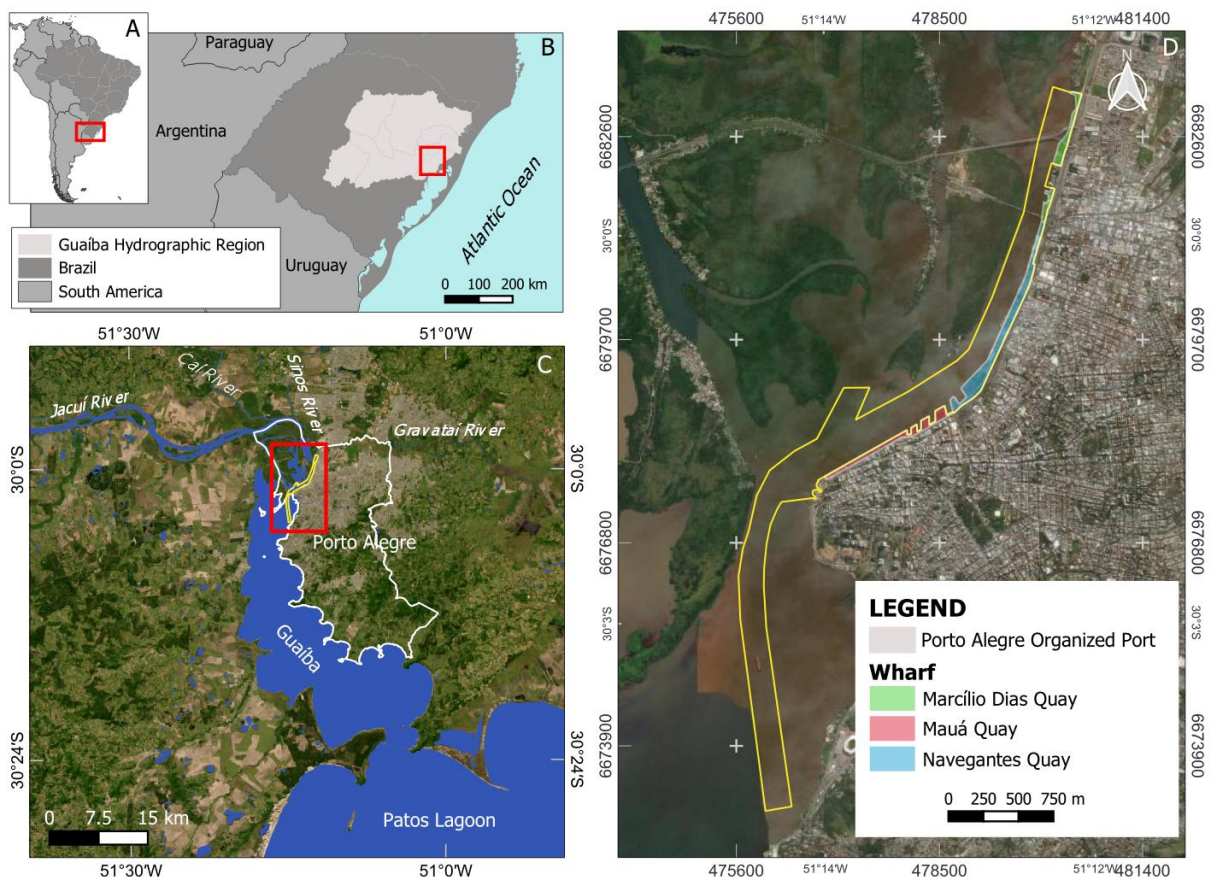 A
Paraguay
B
Argentina
Atlantic Ocean
Guaíba Hydrographic Region
Brazil
South America
Uruguay
0 100 200 km
51°30'W
51°0'W
C
Caí River
Sinos River
Jacuí River
Gravataí River
30°0'S
30°0'S
Porto Alegre
Guaíba
30°24'S
30°24'S
0 7.5 15 km
Patos Lagoon
51°30'W
51°0'W
475600
51°14'W
478500
51°12'W
481400
D
N
6682600
6682600
30°0'S
30°0'S
6679700
6679700
6676800
6676800
30°3'S
30°3'S
6673900
6673900
LEGEND
Porto Alegre Organized Port
Wharf
Marcílio Dias Quay
Mauá Quay
Navegantes Quay
0 250 500 750 m
475600
51°14'W
478500
51°12'W
481400